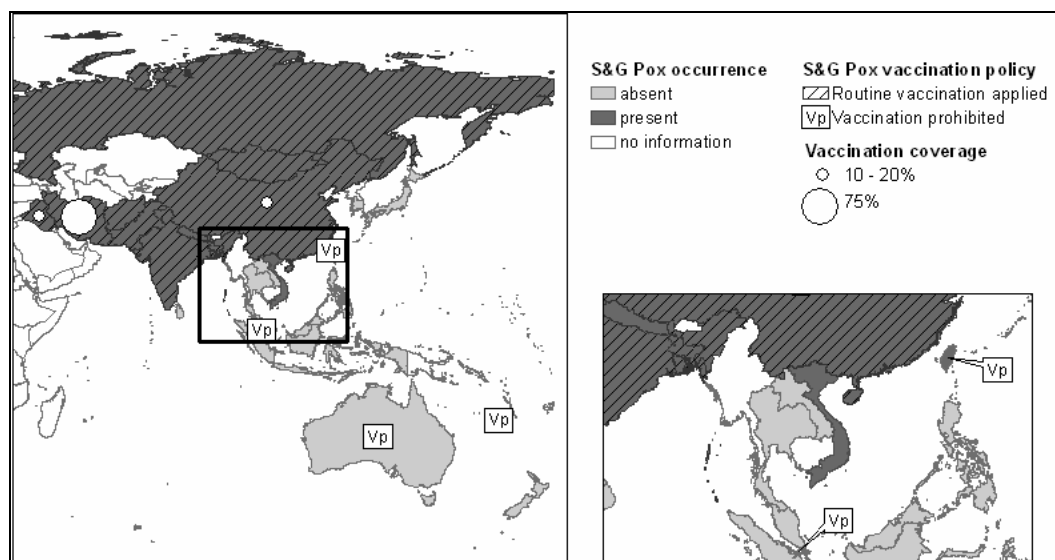 S&G Pox occurrence
absent
present
no information
S&G Pox vaccination policy
Routine vaccination applied
Vp Vaccination prohibited
Vaccination coverage
10 - 20%
75%
Vp
Vp
Vp
Vp
Vp
Vp